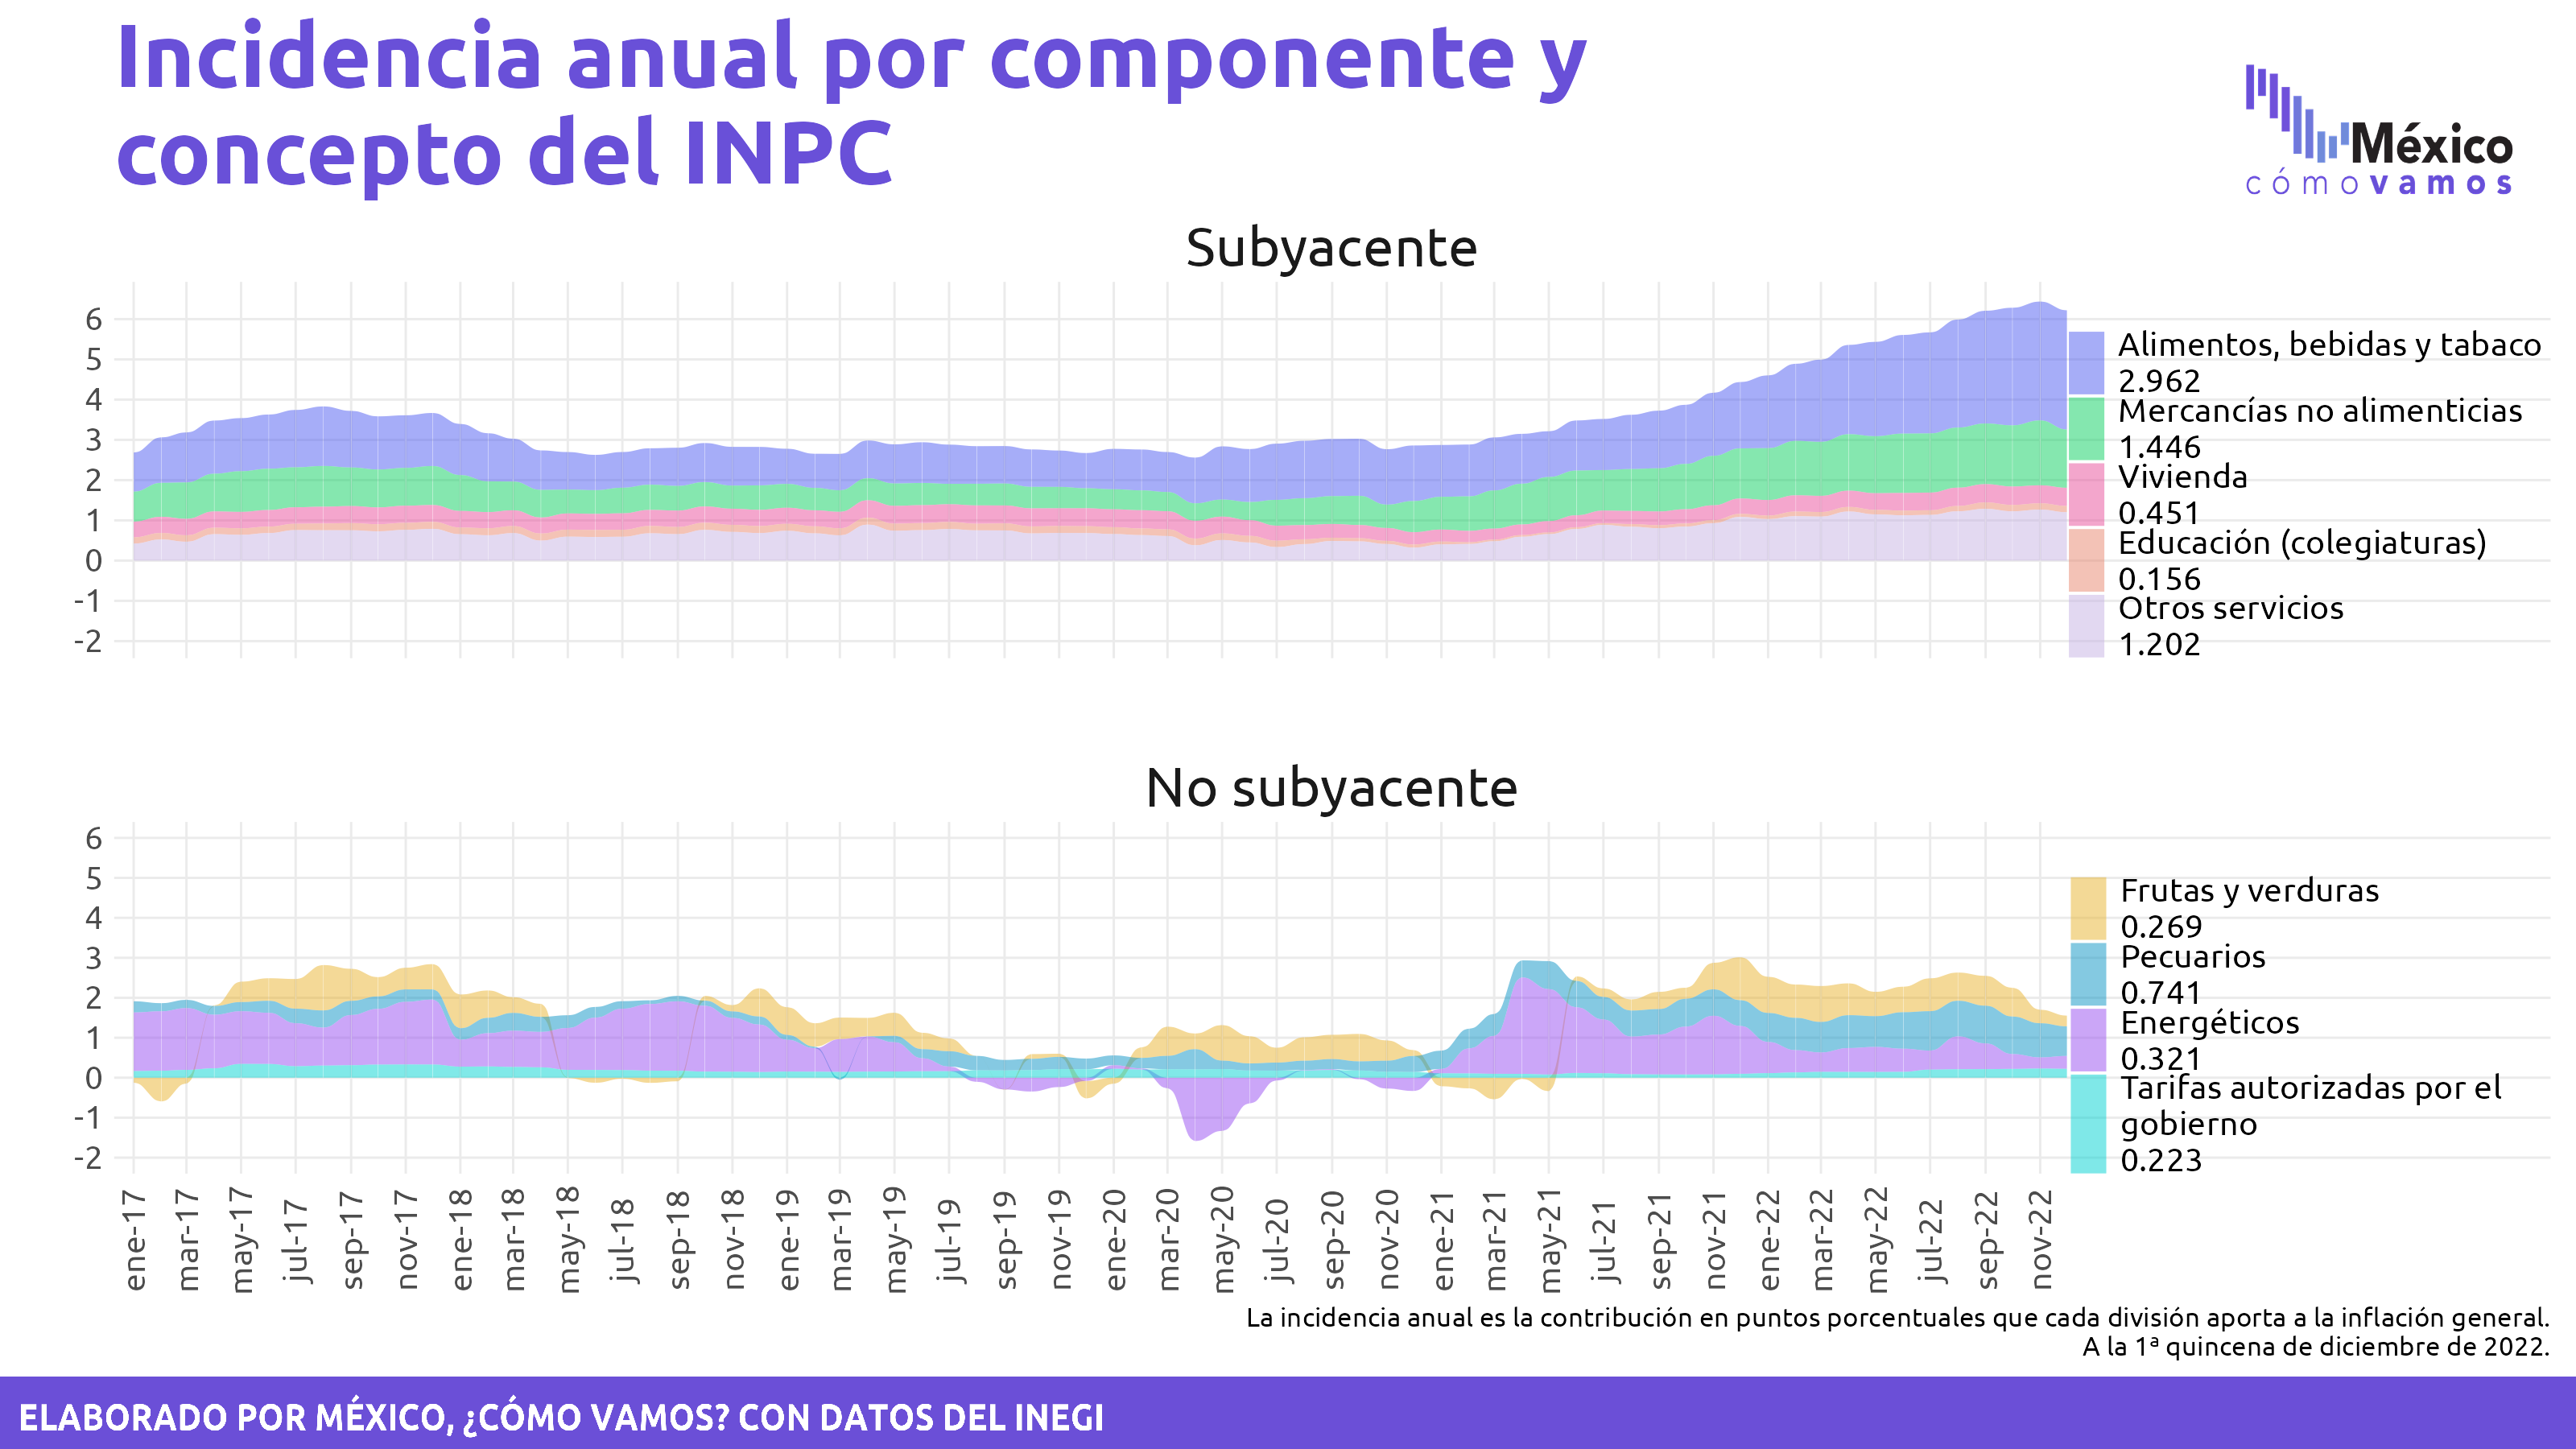 Incidencia anual por componente y
concepto del INPC
México
cómovamos
Subyacente
6
5
4
3
2
1
0
-1
-2
Alimentos, bebidas y tabaco
2.962
Mercancías no alimenticias
1.446
Vivienda
0.451
Educación (colegiaturas)
0.156
Otros servicios
1.202
No subyacente
6
5
4
3
2
1
0
-1
-2
Frutas y verduras
0.269
Pecuarios
0.741
Energéticos
0.321
Tarifas autorizadas por el
gobierno
0.223
ene-17
mar-17
may-17
jul-17
sep-17
nov-17
ene-18
mar-18
may-18
jul-18
sep-18
nov-18
ene-19
mar-19
may-19
jul-19
sep-19
nov-19
ene-20
mar-20
may-20
jul-20
sep-20
nov-20
ene-21
mar-21
may-21
jul-21
sep-21
nov-21
ene-22
mar-22
may-22
jul-22
sep-22
nov-22
La incidencia anual es la contribución en puntos porcentuales que cada división aporta a la inflación general.
A la 1ª quincena de diciembre de 2022.
ELABORADO POR MÉXICO, ¿CÓMO VAMOS? CON DATOS DEL INEGI